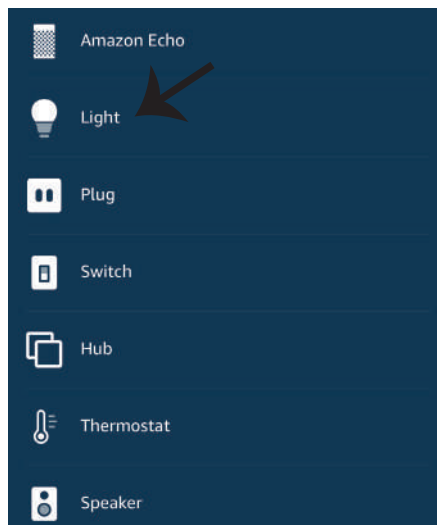 Amazon Echo
Light
Plug
Switch
Hub
Thermostat
Speaker